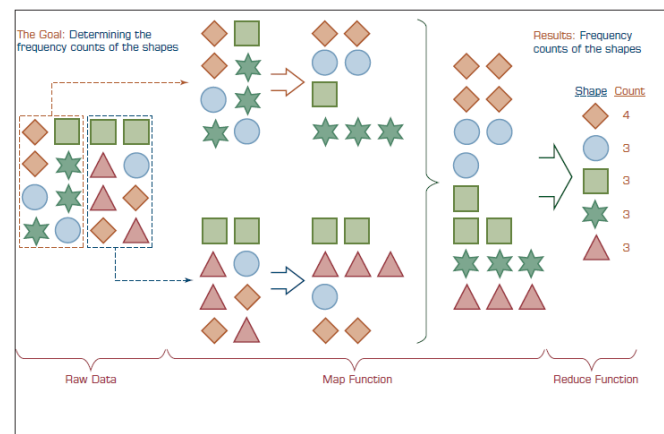 The Goal: Determining the
frequency counts of the shapes
Results: Frequency
counts of the shapes
Shape Count
4
3
3
3
3
Raw Data
Map Function
Reduce Function